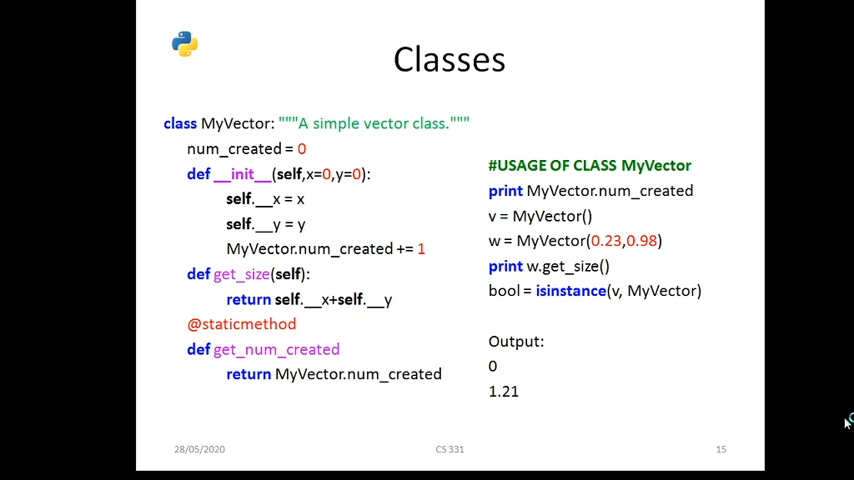 Classes
class MyVector: """A simple vector class."""
num_created = 0
def __init__(self,x=0,y=0):
self.__x = x
self.__y = y
MyVector.num_created += 1
def get_size(self):
return self.__x+self.__y
@staticmethod
def get_num_created
return MyVector.num_created
#USAGE OF CLASS MyVector
print MyVector.num_created
v = MyVector()
w = MyVector(0.23,0.98)
print w.get_size()
bool = isinstance(v, MyVector)
Output:
0
1.21
28/05/2020
CS 331
15